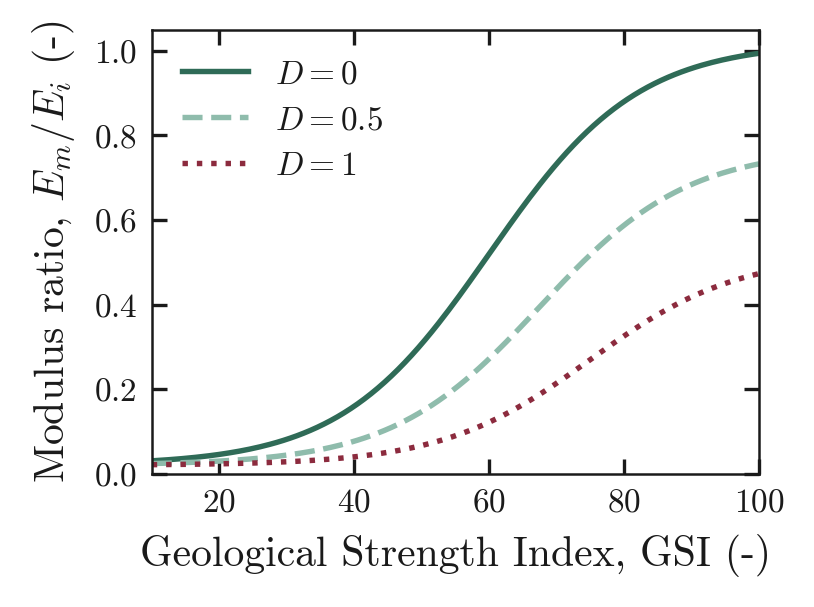 Modulus ratio, E_m/E_i (-)
1.0
0.8
0.6
0.4
0.2
0.0
D = 0
D = 0.5
D = 1
20 40 60 80 100
Geological Strength Index, GSI (-)